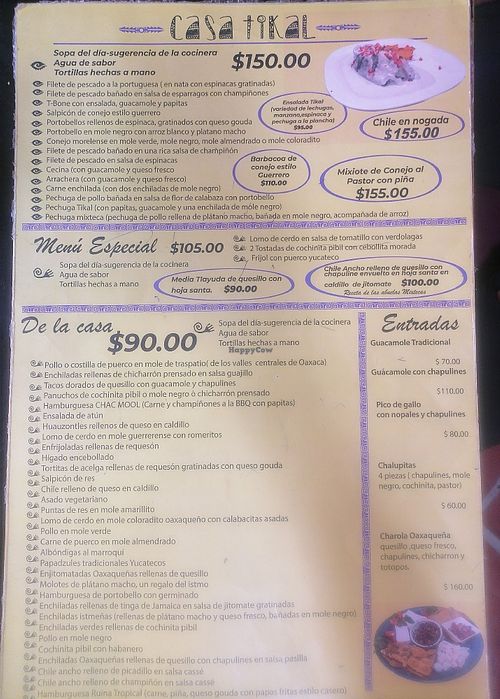 CASA TIKAL
Sopa del día-sugerencia de la cocinera
Agua de sabor
Tortillas hechas a mano
$150.00
Filete de pescado a la portuguesa ( en nata con espinacas gratinadas)
Filete de pescado bañado en salsa de esparragos con champiñones
T-Bone con ensalada, guacamole y papitas
Salpicón de conejo estilo guerrero
Portobellos rellenos de espinaca, gratinados con queso gouda
Portobello en mole negro con arroz blanco y platano macho
Conejo morelense en mole verde, mole negro, mole almendrado o mole coloradito
Filete de pescado bañado en una rica salsa de champiñón
Filete de pescado en salsa de espinacas
Cecina (con guacamole y queso fresco
Arrachera (con guacamole y queso fresco)
Carne enchilada (con dos enchiladas de mole negro)
Pechuga de pollo bañada en salsa de flor de calabaza con portobello
Pechuga Tikal (con papitas, guacamole y una enchilada de mole negro)
Pechuga mixteca (pechuga de pollo rellena de plátano macho, bañada en mole negro, acompañada de arroz)
Ensalada Tikal
(variedad de lechugas,
manzana,espinaca y
pechuga a la plancha)
$95.00
Chile en nogada
$155.00
Barbacoa de
conejo estilo
Guerrero
$110.00
Mixiote de Conejo al
Pastor con piña
$155.00
Menú Especial $105.00
Sopa del día-sugerencia de la cocinera
Agua de sabor
Tortillas hechas a mano
Lomo de cerdo en salsa de tomatillo con verdolagas
2 Tostadas de cochinita pibil con cebollita morada
Frijol con puerco yucateco
Media Tlayuda de quesillo con
hoja santa. $90.00
Chile Ancho relleno de quesillo con
chapuline envuelto en hoja santa en
caldillo de jitomate $100.00
Receta de las abuelas Mixtecas
De la casa
$90.00
Sopa del día-sugerencia de la cocinera
Agua de sabor
Tortillas hechas a mano
HappyCow
Pollo o costilla de puerco en mole de traspatio( de los valles centrales de Oaxaca)
Enchiladas rellenas de chicharrón prensado en salsa guajillo
Tacos dorados de quesillo con guacamole y chapulines
Panuchos de cochinita pibil o mole negro ó chicharrón prensado
Hamburguesa CHAC MOOL (Carne y champiñones a la BBQ con papitas)
Ensalada de atún
Huauzontles rellenos de queso en caldillo
Lomo de cerdo en mole guerrerense con romeritos
Enfrijoladas rellenas de requesón
Hígado encebollado
Tortitas de acelga rellenas de requesón gratinadas con queso gouda
Salpicón de res
Chile relleno de queso en caldillo
Asado vegetariano
Puntas de res en mole amarillito
Lomo de cerdo en mole coloradito oaxaqueño con calabacitas asadas
Pollo en mole verde
Carne de puerco en mole almendrado
Albóndigas al marroquí
Papadzules tradicionales Yucatecos
Enjitomatadas Oaxaqueñas rellenas de quesillo
Molotes de plátano macho, un regalo del istmo
Hamburguesa de portobello con germinado
Enchiladas rellenas de tinga de Jamaica en salsa de jitomate gratinadas
Enchiladas istmeñas (rellenas de plátano macho y queso fresco, bañadas en mole negro)
Enchiladas verdes rellenas de cochinita pibil
Pollo en mole negro
Cochinita pibil con habanero
Enchiladas Oaxaqueñas rellenas de quesillo con chapulines en salsa pasilla
Chile ancho relleno de picadillo en salsa cassé
Chile ancho relleno de champiñón en salsa cassé
Hamburguesa Ruina Tropical (carne, piña, queso gouda con papas fritas estilo casero)
Entradas
Guacamole Tradicional
$ 70.00
Guácamole con chapulines
$110.00
Pico de gallo
con nopales y chapulines
$ 80.00
Chalupitas
4 piezas ( chapulines, mole
negro, cochinita, pastor)
$ 60.00
Charola Oaxaqueña
quesillo ,queso fresco,
chapulines, chicharron y
totopos.
$ 160.00